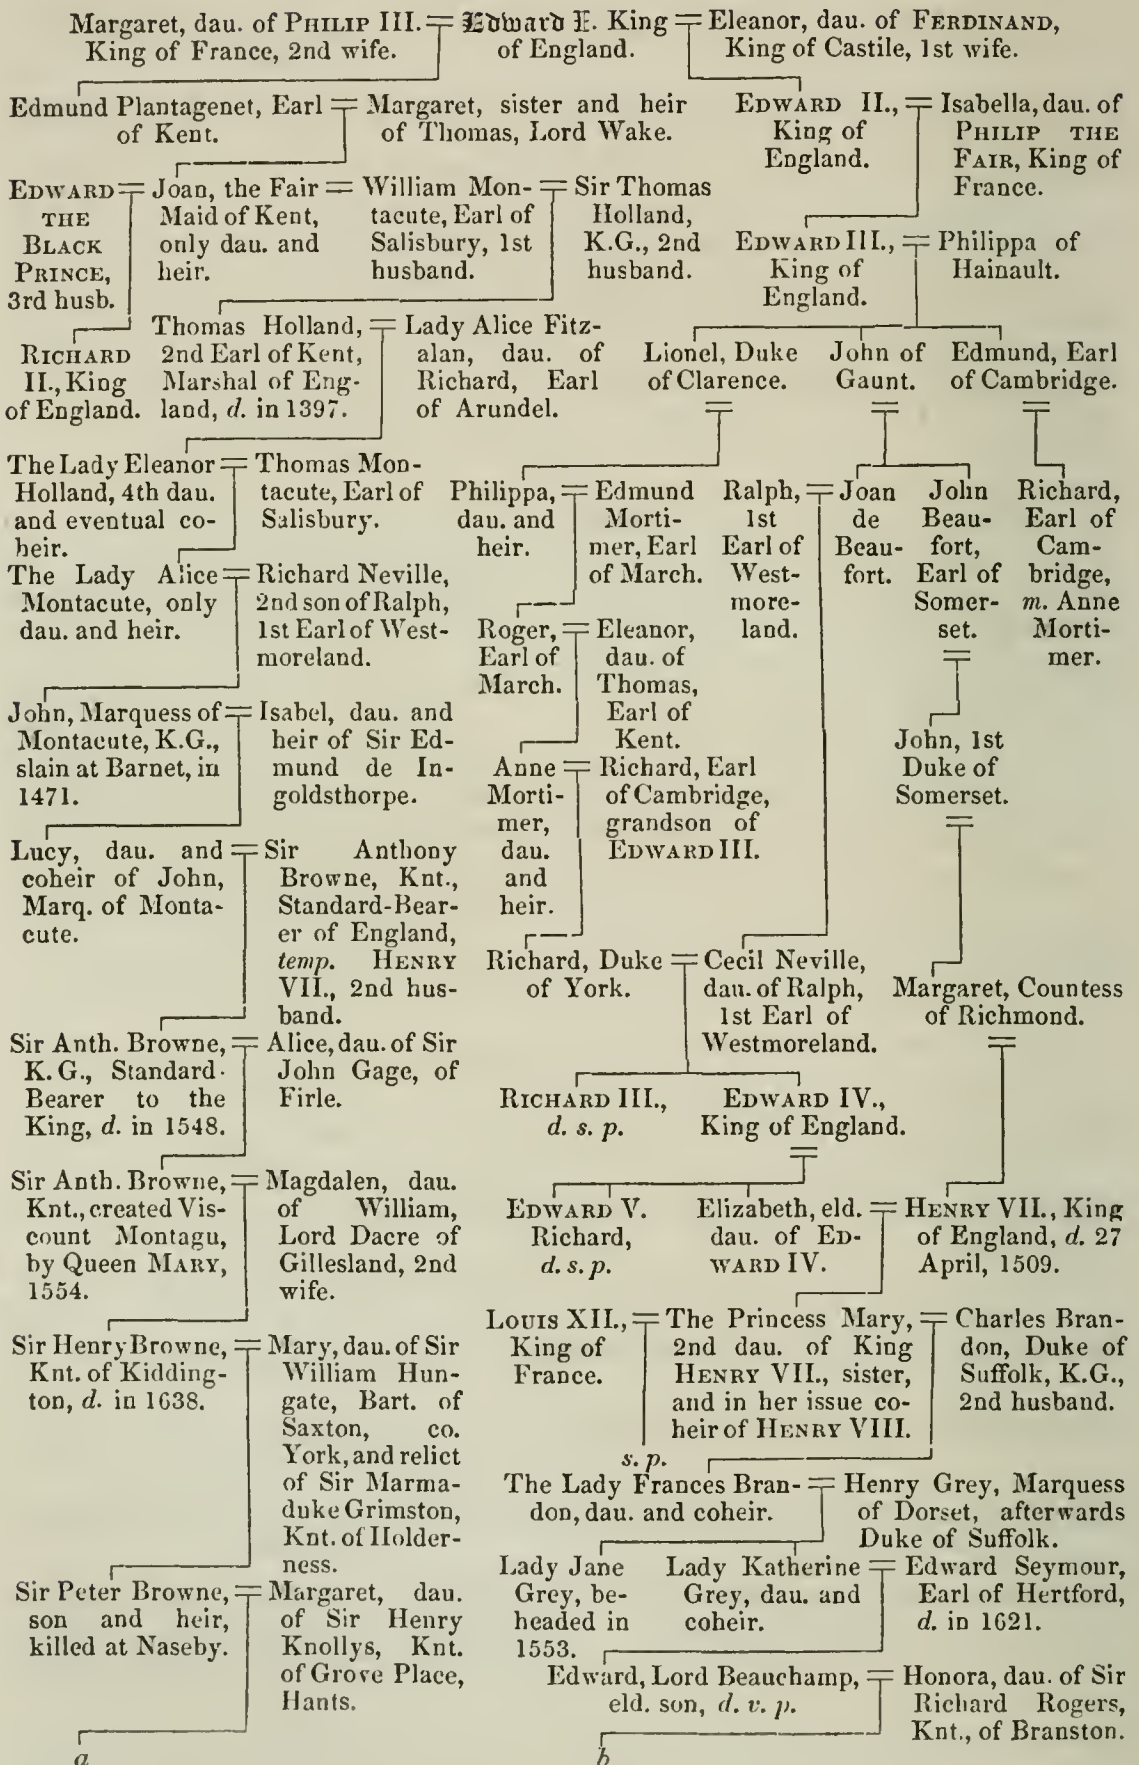 Margaret, dau. of PHILIP III. = Edward I. King = Eleanor, dau. of FERDINAND,
King of France, 2nd wife. of England. King of Castile, 1st wife.
Edmund Plantagenet, Earl = Margaret, sister and heir
of Kent. of Thomas, Lord Wake.
EDWARD II., = Isabella, dau. of
King of PHILIP THE
England. FAIR, King of
France.
EDWARD = Joan, the Fair = William Mon- = Sir Thomas
THE Maid of Kent, tacute, Earl of Holland,
BLACK only dau. and Salisbury, 1st K.G., 2nd
PRINCE, heir. husband. husband.
3rd husb.
EDWARD III., = Philippa of
King of Hainault.
England.
RICHARD
II., King
of England.
Thomas Holland, = Lady Alice Fitz-
2nd Earl of Kent, alan, dau. of
Marshal of Eng- Richard, Earl
land, d. in 1397. of Arundel.
Lionel, Duke John of Edmund, Earl
of Clarence. Gaunt. of Cambridge.
= = =
The Lady Eleanor = Thomas Mon-
Holland, 4th dau. tacute, Earl of
and eventual co- Salisbury.
heir.
Philippa, = Edmund
dau. and Morti-
heir. mer, Earl
of March.
Ralph, = Joan
1st de
Earl of Beau-
West- fort.
more-
land.
John
Beau-
fort,
Earl of
Somer-
set.
=
Richard,
Earl of
Cam-
bridge,
m. Anne
Morti-
mer.
The Lady Alice = Richard Neville,
Montacute, only 2nd son of Ralph,
dau. and heir. 1st Earl of West-
moreland.
Roger, = Eleanor,
Earl of dau. of
March. Thomas,
Earl of
Kent.
John, Marquess of = Isabel, dau. and
Montacute, K.G., heir of Sir Ed-
slain at Barnet, in mund de In-
1471. goldsthorpe.
Anne = Richard, Earl
Morti- of Cambridge,
mer, grandson of
dau. EDWARD III.
and
heir.
John, 1st
Duke of
Somerset.
=
Lucy, dau. and = Sir Anthony
coheir of John, Browne, Knt.,
Marq. of Monta- Standard-Bear-
cute. er of England,
temp. HENRY
VII., 2nd hus-
band.
Richard, Duke = Cecil Neville,
of York. dau. of Ralph,
1st Earl of
Westmoreland.
Margaret, Countess
of Richmond.
=
Sir Anth. Browne, = Alice, dau. of Sir
K.G., Standard- John Gage, of
Bearer to the Firle.
King, d. in 1548.
RICHARD III., EDWARD IV.,
d. s. p. King of England.
=
Sir Anth. Browne, = Magdalen, dau.
Knt., created Vis- of William,
count Montagu, Lord Dacre of
by Queen MARY, Gillesland, 2nd
1554. wife.
EDWARD V.
Richard,
d. s. p.
Elizabeth, eld. = HENRY VII., King
dau. of ED- of England, d. 27
WARD IV. April, 1509.
Sir Henry Browne, = Mary, dau. of Sir
Knt. of Kidding- William Hun-
ton, d. in 1638. gate, Bart. of
Saxton, co.
York, and relict
of Sir Marma-
duke Grimston,
Knt. of Holder-
ness.
LOUIS XII., = The Princess Mary, = Charles Bran-
King of 2nd dau. of King don, Duke of
France. HENRY VII., sister, Suffolk, K.G.,
and in her issue co- 2nd husband.
heir of HENRY VIII.
s. p.
The Lady Frances Bran- = Henry Grey, Marquess
don, dau. and coheir. of Dorset, afterwards
Duke of Suffolk.
Sir Peter Browne, = Margaret, dau.
son and heir, of Sir Henry
killed at Naseby. Knollys, Knt.
of Grove Place,
Hants.
Lady Jane
Grey, be-
headed in
1553.
Lady Katherine = Edward Seymour,
Grey, dau. and Earl of Hertford,
coheir. d. in 1621.
Edward, Lord Beauchamp, = Honora, dau. of Sir
eld. son, d. v. p. Richard Rogers,
Knt., of Branston.
a b